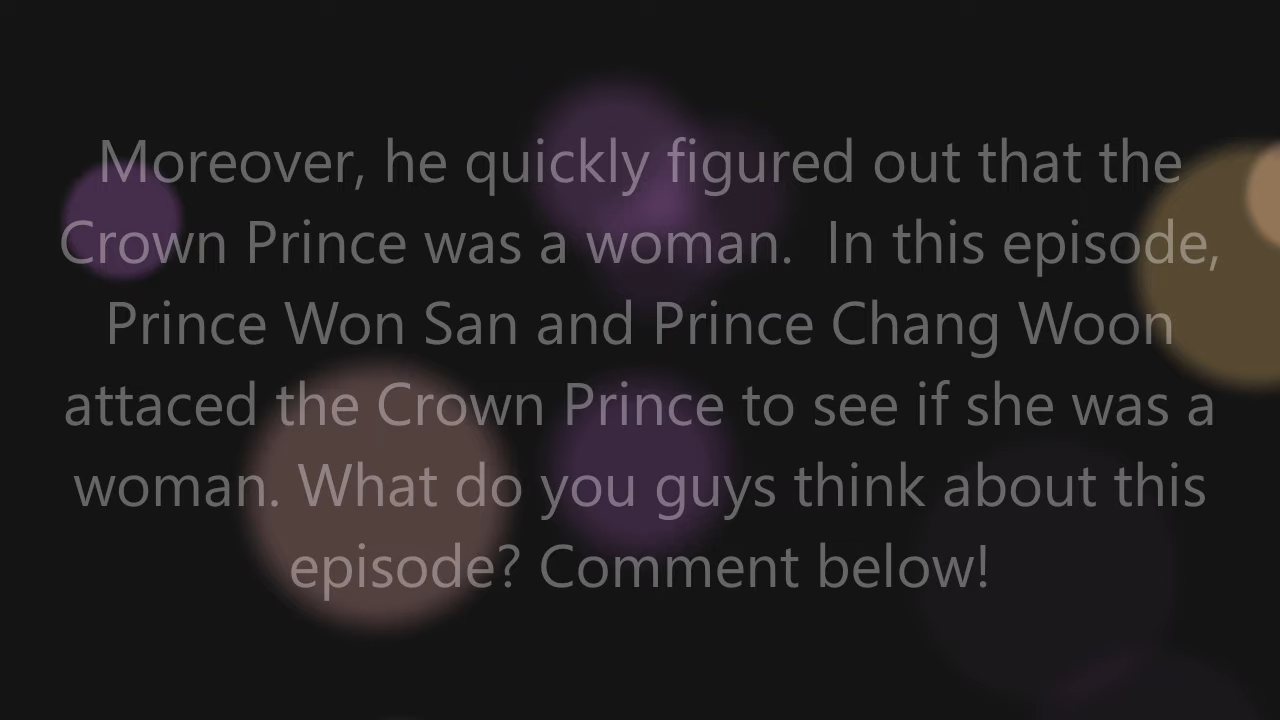 Moreover, he quickly figured out that the
Crown Prince was a woman.  In this episode,
Prince Won San and Prince Chang Woon
attaced the Crown Prince to see if she was a
woman. What do you guys think about this
episode? Comment below!